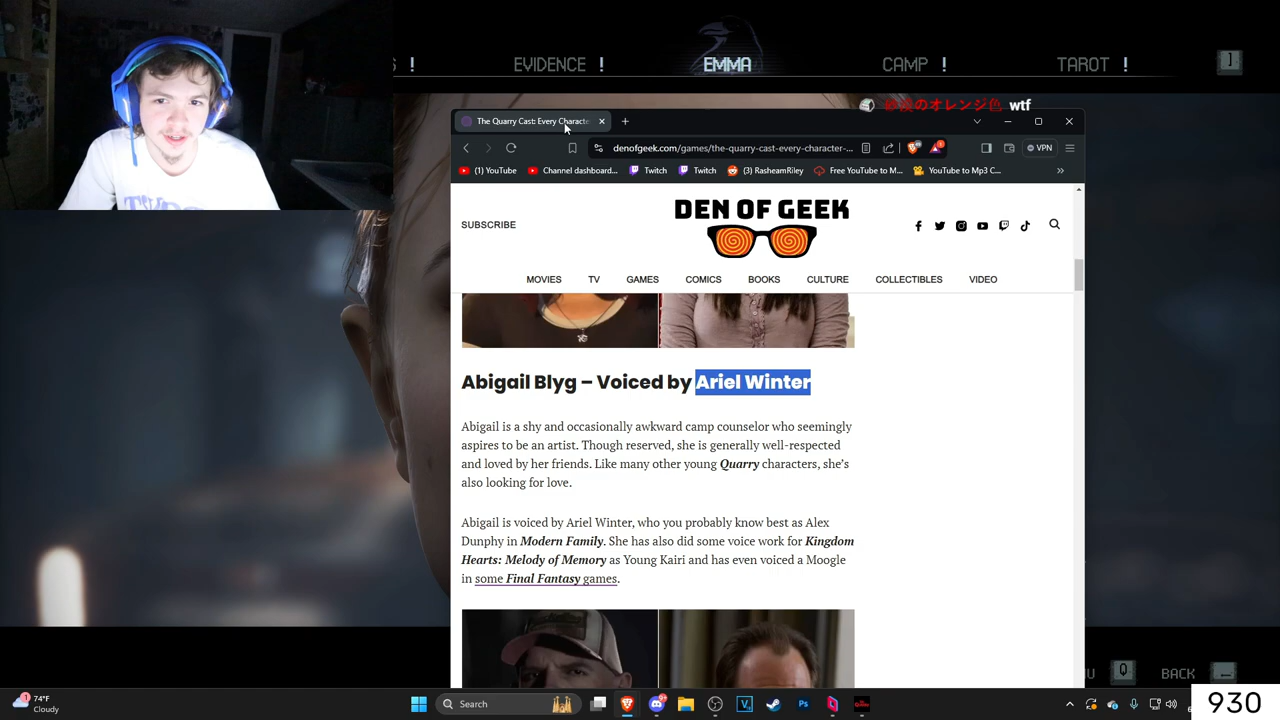 ! EVIDENCE ! EMMA CAMP ! TAROT ! ]
wtf
The Quarry Cast: Every Characte
denofgeek.com/games/the-quarry-cast-every-character-...
VPN
(1) YouTube Channel dashboard... Twitch Twitch (3) RasheamRiley Free YouTube to M... YouTube to Mp3 C... »
SUBSCRIBE
DEN OF GEEK
MOVIES TV GAMES COMICS BOOKS CULTURE COLLECTIBLES VIDEO
Abigail Blyg – Voiced by Ariel Winter
Abigail is a shy and occasionally awkward camp counselor who seemingly
aspires to be an artist. Though reserved, she is generally well-respected
and loved by her friends. Like many other young Quarry characters, she’s
also looking for love.
Abigail is voiced by Ariel Winter, who you probably know best as Alex
Dunphy in Modern Family. She has also did some voice work for Kingdom
Hearts: Melody of Memory as Young Kairi and has even voiced a Moogle
in some Final Fantasy games.
Q BACK
74°F
Cloudy
Search
930